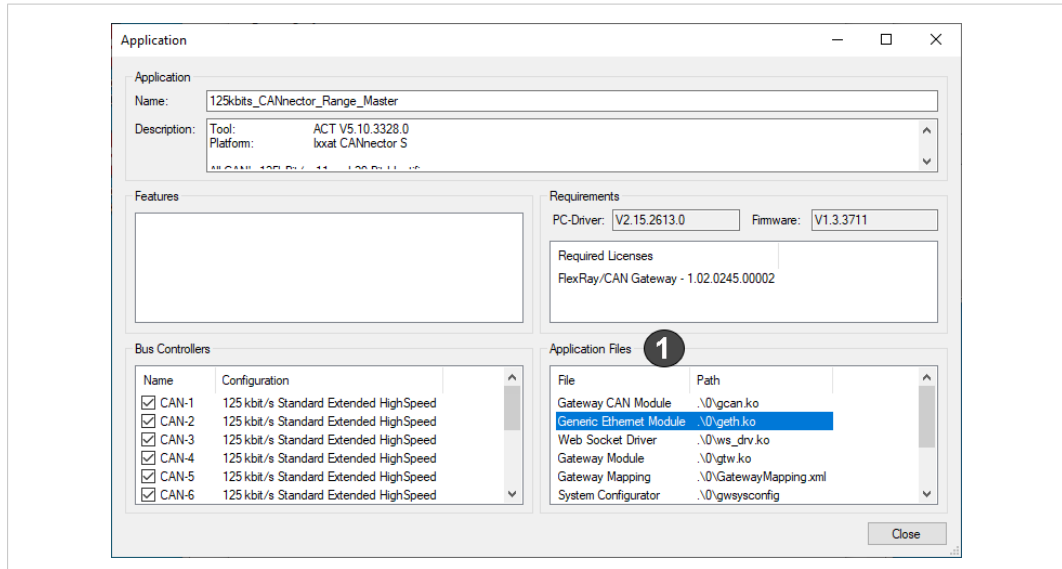 Application
Application
Name: 125kbits_CANnector_Range_Master
Description: Tool: ACT V5.10.3328.0
Platform: Ixxat CANnector S
Features
Requirements
PC-Driver: V2.15.2613.0 Firmware: V1.3.3711
Required Licenses
FlexRay/CAN Gateway - 1.02.0245.00002
Bus Controllers
Name Configuration
CAN-1 125 kbit/s Standard Extended HighSpeed
CAN-2 125 kbit/s Standard Extended HighSpeed
CAN-3 125 kbit/s Standard Extended HighSpeed
CAN-4 125 kbit/s Standard Extended HighSpeed
CAN-5 125 kbit/s Standard Extended HighSpeed
CAN-6 125 kbit/s Standard Extended HighSpeed
Application Files 1
File Path
Gateway CAN Module .\0\gcan.ko
Generic Ethernet Module .\0\geth.ko
Web Socket Driver .\0\ws_drv.ko
Gateway Module .\0\gtw.ko
Gateway Mapping .\0\GatewayMapping.xml
System Configurator .\0\gwsysconfig
Close